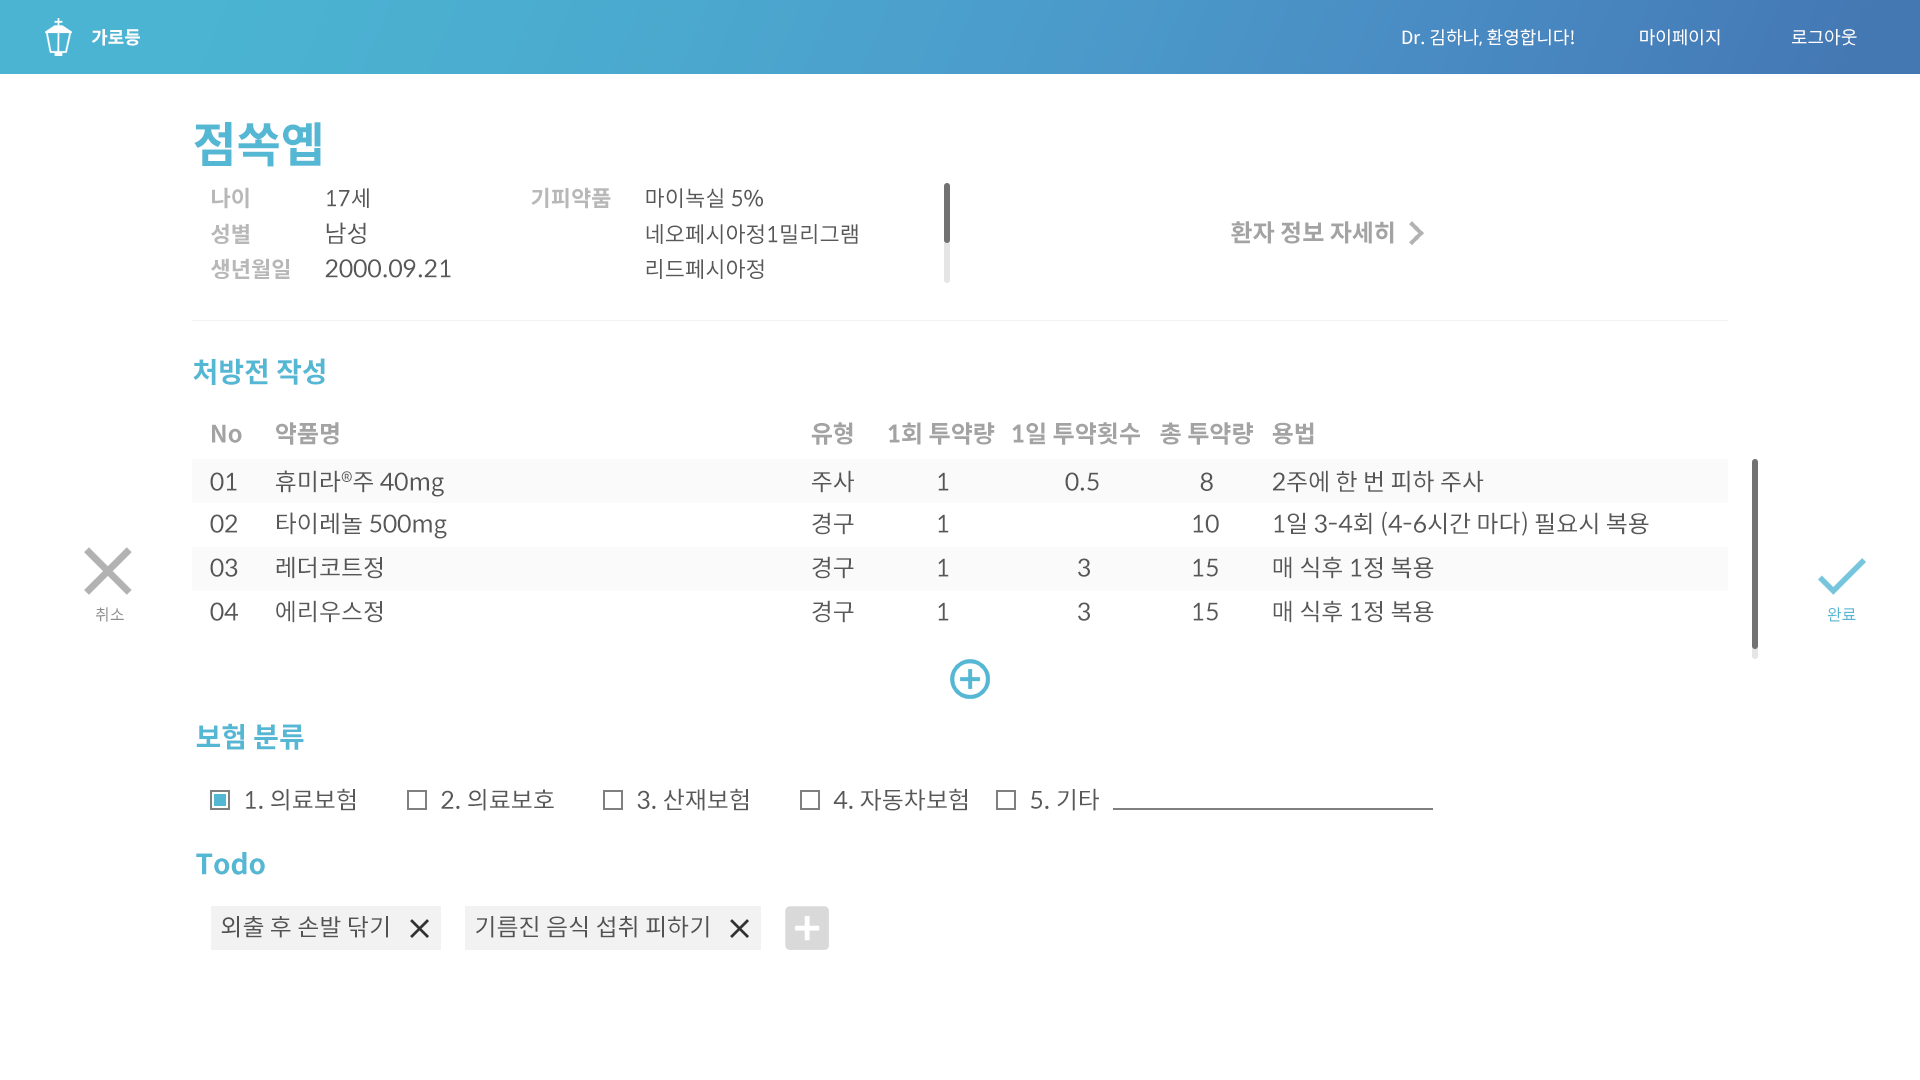 가로등
Dr. 김하나, 환영합니다! 마이페이지 로그아웃
점쏙옙
나이 17세 기피약품 마이녹실 5%
성별 남성 네오페시아정1밀리그램
생년월일 2000.09.21 리드페시아정
환자 정보 자세히
처방전 작성
No 약품명 유형 1회 투약량 1일 투약횟수 총 투약량 용법
01 휴미라®주 40mg 주사 1 0.5 8 2주에 한 번 피하 주사
02 타이레놀 500mg 경구 1 10 1일 3-4회 (4-6시간 마다) 필요시 복용
03 레더코트정 경구 1 3 15 매 식후 1정 복용
04 에리우스정 경구 1 3 15 매 식후 1정 복용
취소
완료
보험 분류
1. 의료보험 2. 의료보호 3. 산재보험 4. 자동차보험 5. 기타
Todo
외출 후 손발 닦기 기름진 음식 섭취 피하기